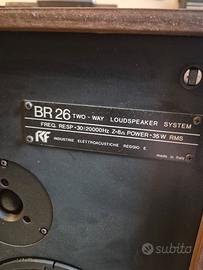 BR 26 TWO-WAY LOUDSPEAKER SYSTEM
FREQ. RESP.30÷20000Hz Z=8Ω POWER=35W RMS
RCF INDUSTRIE ELETTROACUSTICHE REGGIO E.
Made in Italy
subito